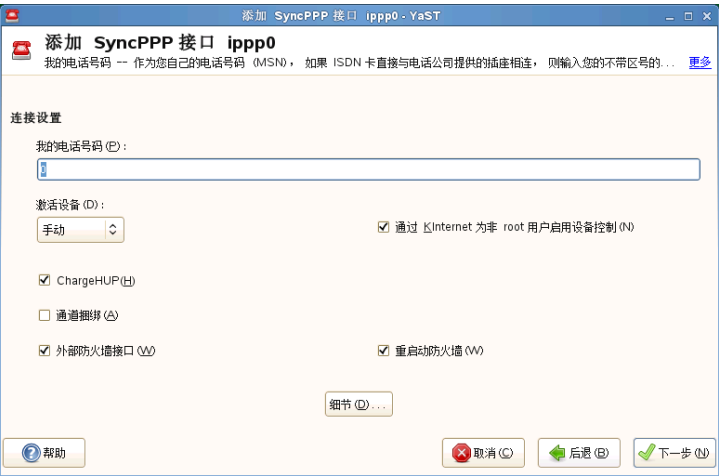 添加 SyncPPP 接口 ippp0 - YaST
添加 SyncPPP 接口 ippp0
我的电话号码 -- 作为您自己的电话号码 (MSN)， 如果 ISDN 卡直接与电话公司提供的插座相连， 则输入您的不带区号的... 更多
连接设置
我的电话号码(P)：
0
激活设备(D)：
手动
通过 KInternet 为非 root 用户启用设备控制(N)
ChargeHUP(H)
通道捆绑(A)
外部防火墙接口(W)
重启动防火墙(W)
细节(D)...
帮助
取消(C)
后退(B)
下一步(N)